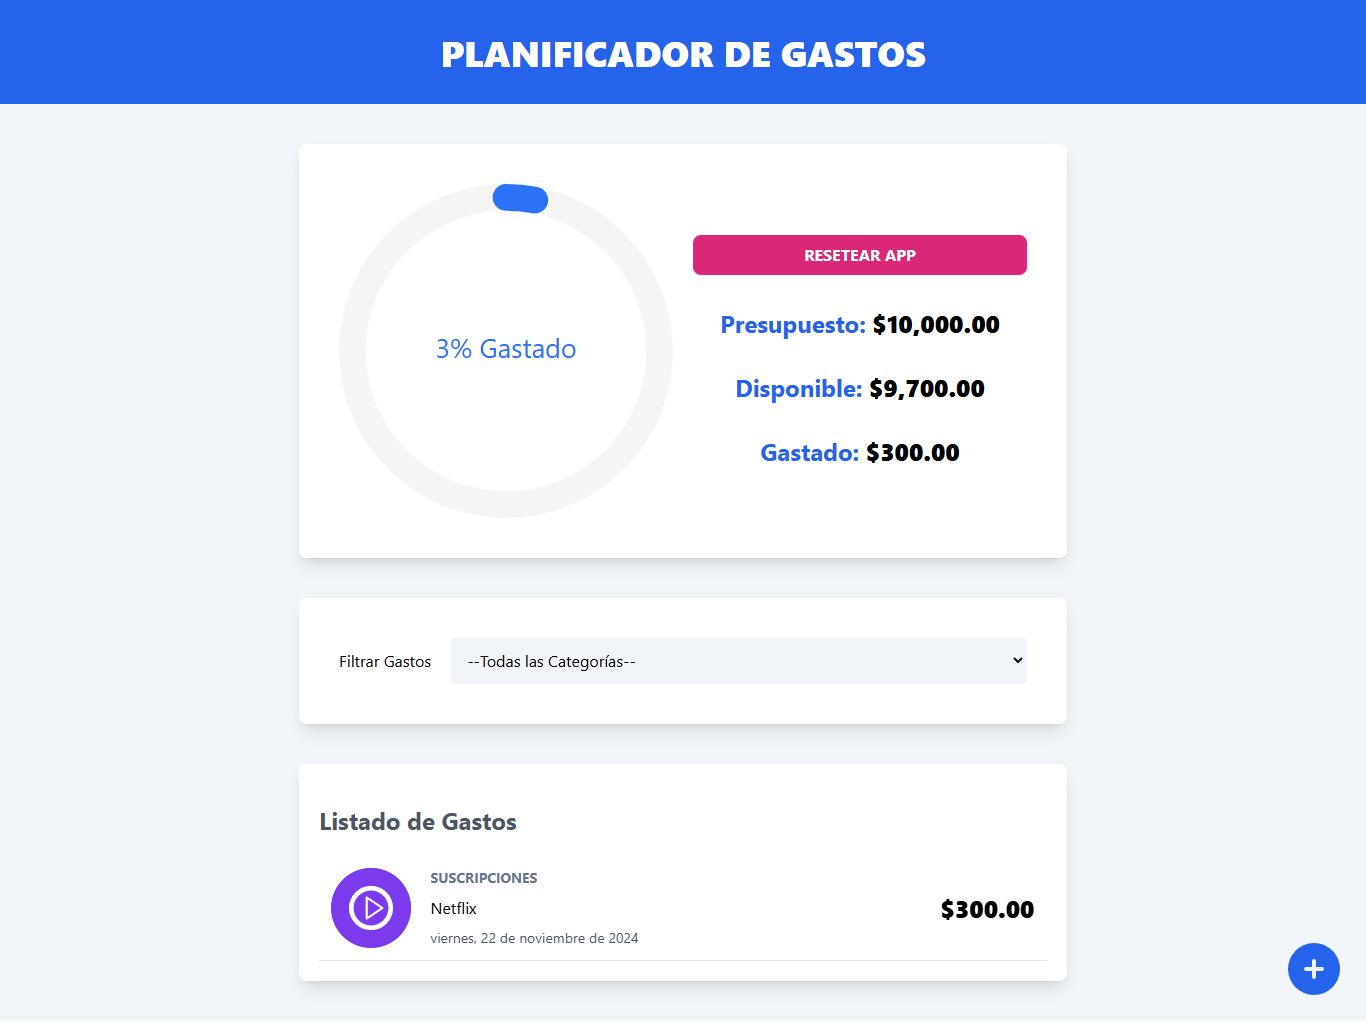 PLANIFICADOR DE GASTOS
3% Gastado
RESETEAR APP
Presupuesto: $10,000.00
Disponible: $9,700.00
Gastado: $300.00
Filtrar Gastos
--Todas las Categorías--
Listado de Gastos
SUSCRIPCIONES
Netflix
$300.00
viernes, 22 de noviembre de 2024